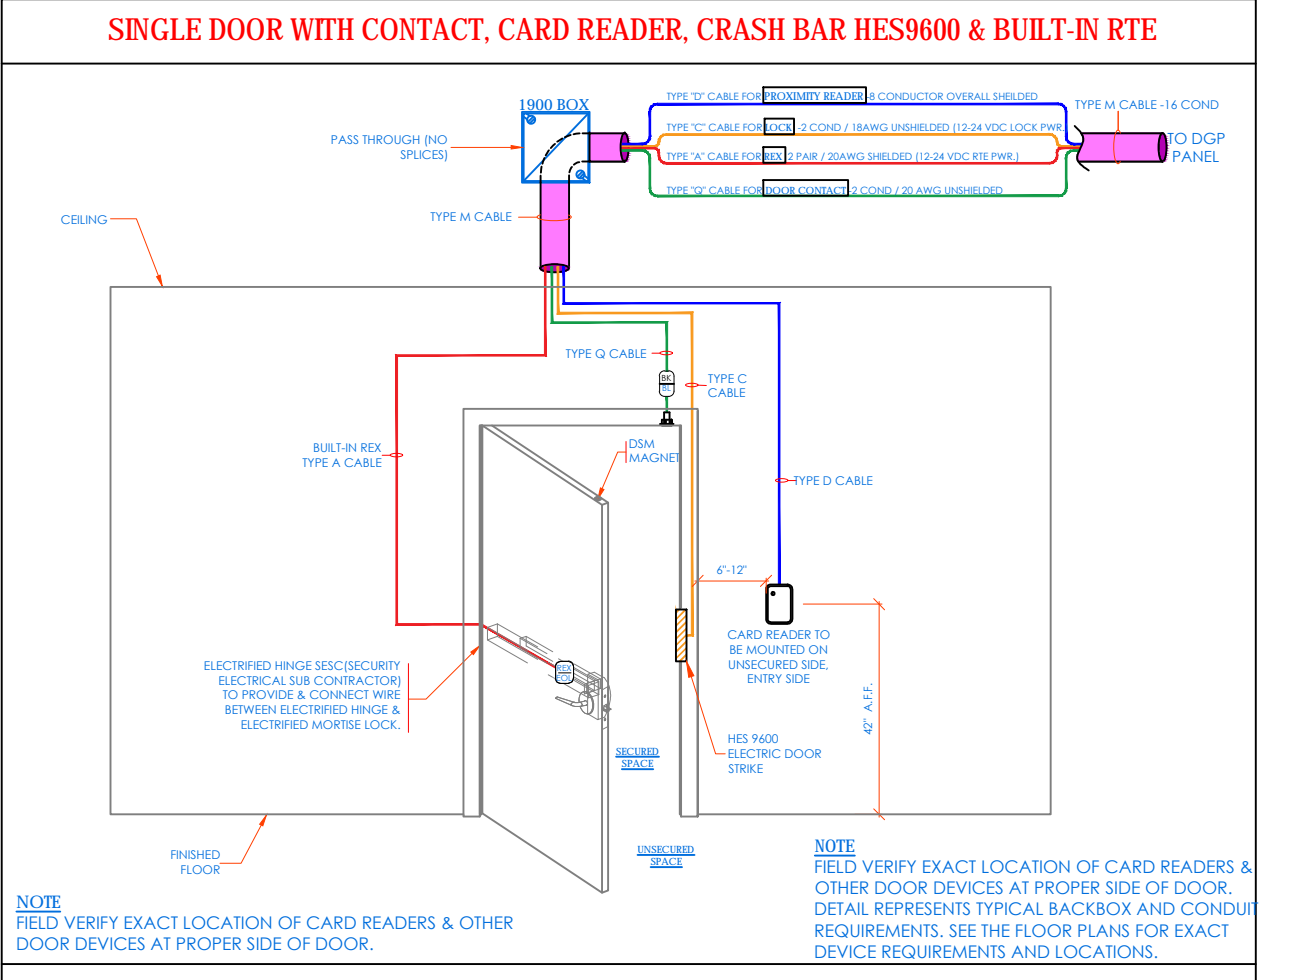 SINGLE DOOR WITH CONTACT, CARD READER, CRASH BAR HES9600 & BUILT-IN RTE
1900 BOX
PASS THROUGH (NO
SPLICES)
TYPE "D" CABLE FOR PROXIMITY READER -8 CONDUCTOR OVERALL SHEILDED
TYPE "C" CABLE FOR LOCK -2 COND / 18AWG UNSHIELDED (12-24 VDC LOCK PWR.
TYPE "A" CABLE FOR REX 2 PAIR / 20AWG SHIELDED (12-24 VDC RTE PWR.)
TYPE "Q" CABLE FOR DOOR CONTACT -2 COND / 20 AWG UNSHIELDED
TYPE M CABLE -16 COND
TO DGP
PANEL
TYPE M CABLE
CEILING
TYPE Q CABLE
BK
BL
TYPE C
CABLE
BUILT-IN REX
TYPE A CABLE
DSM
MAGNET
TYPE D CABLE
6"-12"
CARD READER TO
BE MOUNTED ON
UNSECURED SIDE,
ENTRY SIDE
42" A.F.F.
ELECTRIFIED HINGE SESC(SECURITY
ELECTRICAL SUB CONTRACTOR)
TO PROVIDE & CONNECT WIRE
BETWEEN ELECTRIFIED HINGE &
ELECTRIFIED MORTISE LOCK.
REX
EOL
HES 9600
ELECTRIC DOOR
STRIKE
SECURED
SPACE
UNSECURED
SPACE
FINISHED
FLOOR
NOTE
FIELD VERIFY EXACT LOCATION OF CARD READERS & OTHER
DOOR DEVICES AT PROPER SIDE OF DOOR.
NOTE
FIELD VERIFY EXACT LOCATION OF CARD READERS &
OTHER DOOR DEVICES AT PROPER SIDE OF DOOR.
DETAIL REPRESENTS TYPICAL BACKBOX AND CONDUIT
REQUIREMENTS. SEE THE FLOOR PLANS FOR EXACT
DEVICE REQUIREMENTS AND LOCATIONS.